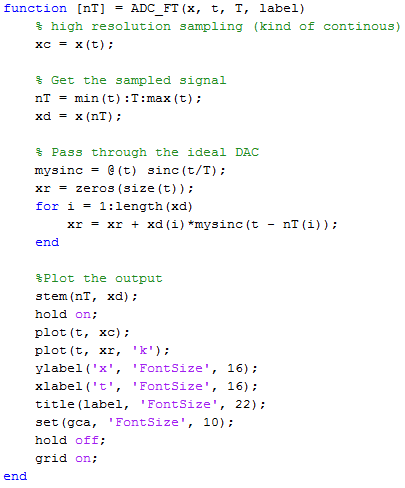 function [nT] = ADC_FT(x, t, T, label)
% high resolution sampling (kind of continous)
xc = x(t);
% Get the sampled signal
nT = min(t):T:max(t);
xd = x(nT);
% Pass through the ideal DAC
mysinc = @(t) sinc(t/T);
xr = zeros(size(t));
for i = 1:length(xd)
xr = xr + xd(i)*mysinc(t - nT(i));
end
%Plot the output
stem(nT, xd);
hold on;
plot(t, xc);
plot(t, xr, 'k');
ylabel('x', 'FontSize', 16);
xlabel('t', 'FontSize', 16);
title(label, 'FontSize', 22);
set(gca, 'FontSize', 10);
hold off;
grid on;
end